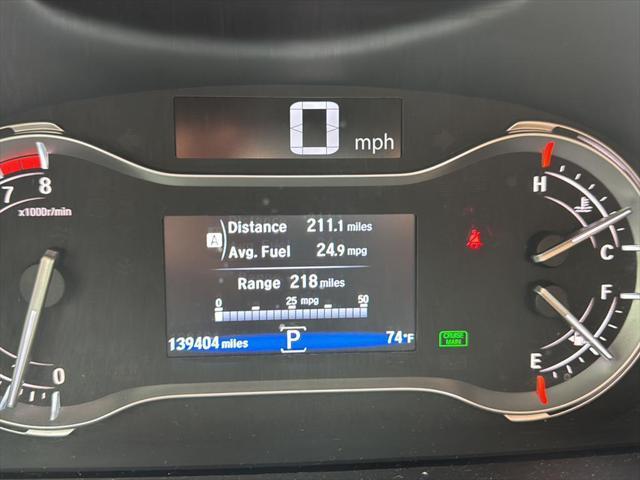 0 mph
7 8
x1000r/min
0
A
Distance 211.1 miles
Avg. Fuel 24.9 mpg
Range 218 miles
0 25 mpg 50
139404 miles P 74°F
CRUISE
MAIN
H
C
F
E